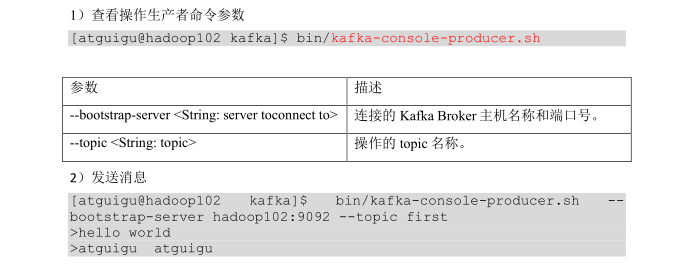 1）查看操作生产者命令参数
[atguigu@hadoop102 kafka]$ bin/kafka-console-producer.sh
参数 描述
--bootstrap-server <String: server toconnect to> 连接的 Kafka Broker 主机名称和端口号。
--topic <String: topic> 操作的 topic 名称。
2）发送消息
[atguigu@hadoop102 kafka]$ bin/kafka-console-producer.sh --
bootstrap-server hadoop102:9092 --topic first
>hello world
>atguigu atguigu